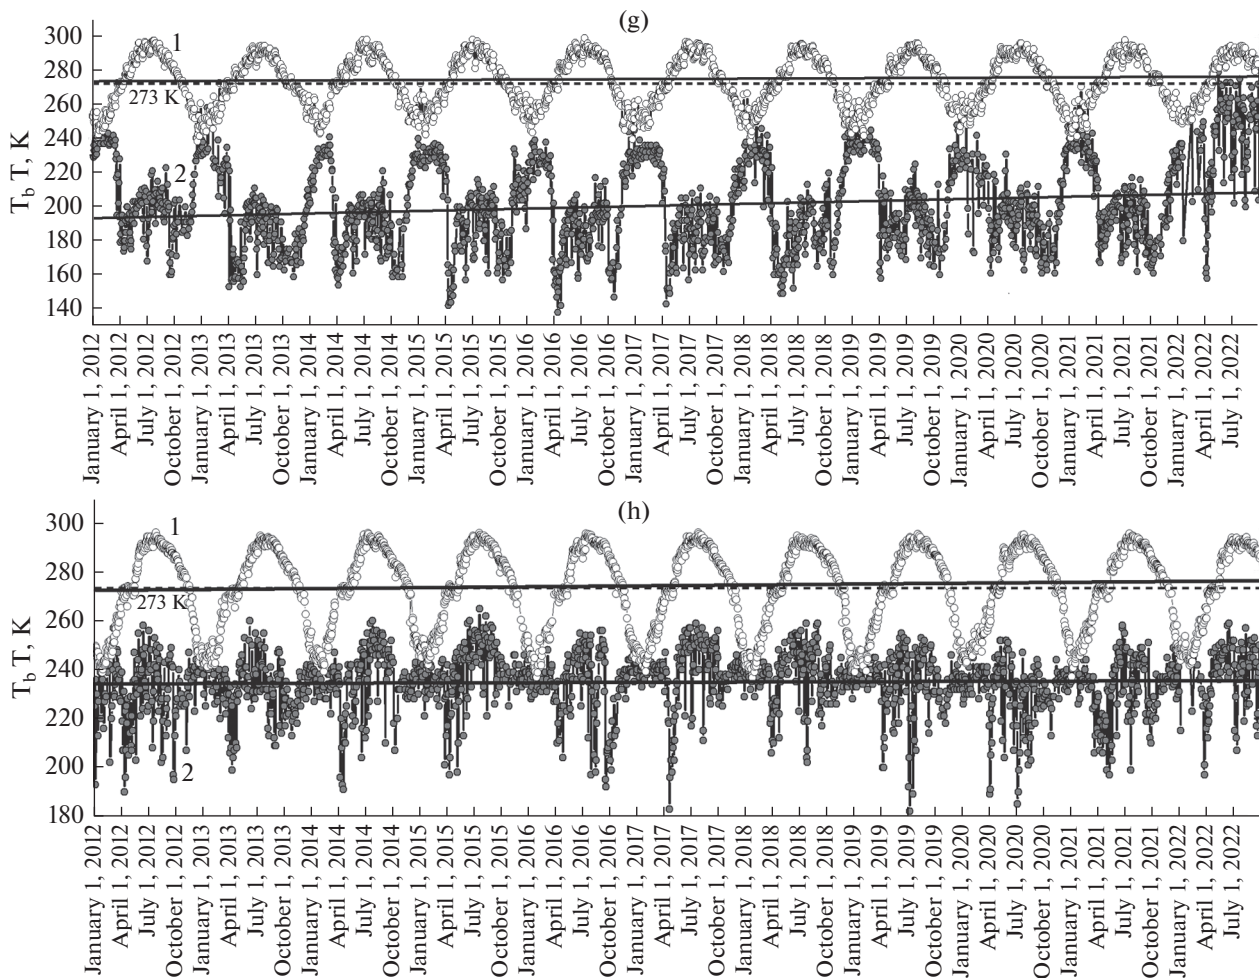 (g)
300
280
260
240
220
200
180
160
140
T_b T, K
1
273 K
2
January 1, 2012
April 1, 2012
July 1, 2012
October 1, 2012
January 1, 2013
April 1, 2013
July 1, 2013
October 1, 2013
January 1, 2014
April 1, 2014
July 1, 2014
October 1, 2014
January 1, 2015
April 1, 2015
July 1, 2015
October 1, 2015
January 1, 2016
April 1, 2016
July 1, 2016
October 1, 2016
January 1, 2017
April 1, 2017
July 1, 2017
October 1, 2017
January 1, 2018
April 1, 2018
July 1, 2018
October 1, 2018
January 1, 2019
April 1, 2019
July 1, 2019
October 1, 2019
January 1, 2020
April 1, 2020
July 1, 2020
October 1, 2020
January 1, 2021
April 1, 2021
July 1, 2021
October 1, 2021
January 1, 2022
April 1, 2022
July 1, 2022
(h)
300
280
270
260
240
220
200
180
T_b T, K
1
273 K
2
January 1, 2012
April 1, 2012
July 1, 2012
October 1, 2012
January 1, 2013
April 1, 2013
July 1, 2013
October 1, 2013
January 1, 2014
April 1, 2014
July 1, 2014
October 1, 2014
January 1, 2015
April 1, 2015
July 1, 2015
October 1, 2015
January 1, 2016
April 1, 2016
July 1, 2016
October 1, 2016
January 1, 2017
April 1, 2017
July 1, 2017
October 1, 2017
January 1, 2018
April 1, 2018
July 1, 2018
October 1, 2018
January 1, 2019
April 1, 2019
July 1, 2019
October 1, 2019
January 1, 2020
April 1, 2020
July 1, 2020
October 1, 2020
January 1, 2021
April 1, 2021
July 1, 2021
October 1, 2021
January 1, 2022
April 1, 2022
July 1, 2022